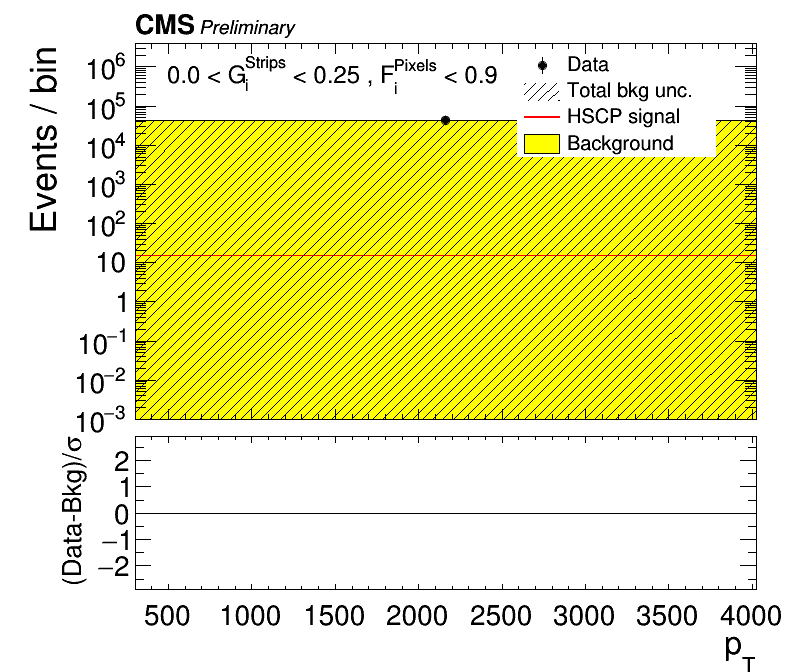 CMS Preliminary
0.0 < G_i^Strips < 0.25 , F_i^Pixels < 0.9
Data
Total bkg unc.
HSCP signal
Background
Events / bin
10^6
10^5
10^4
10^3
10^2
10
1
10^−1
10^−2
10^−3
(Data-Bkg)/σ
2
1
0
−1
−2
500 1000 1500 2000 2500 3000 3500 4000
p_T